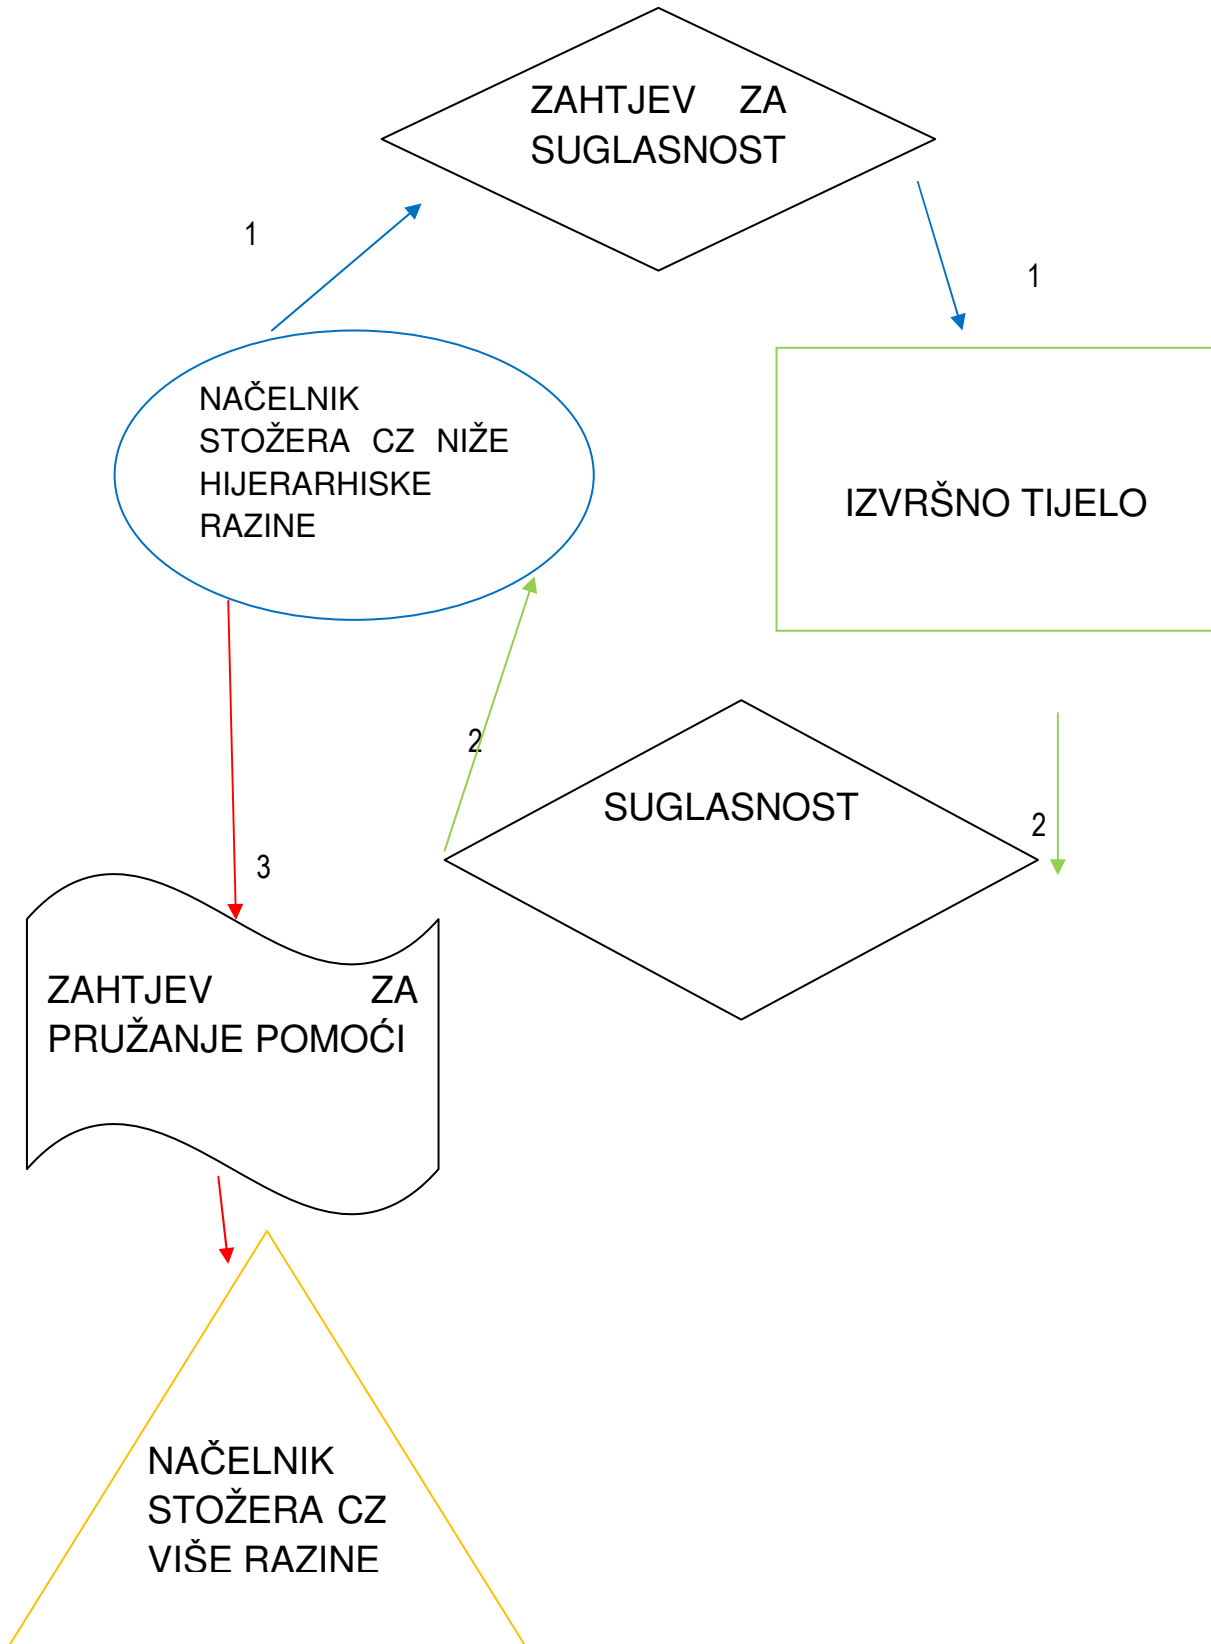 ZAHTJEV ZA
SUGLASNOST
1
1
NAČELNIK
STOŽERA CZ NIŽE
HIJERARHISKE
RAZINE
IZVRŠNO TIJELO
2
SUGLASNOST
2
3
ZAHTJEV ZA
PRUŽANJE POMOĆI
NAČELNIK
STOŽERA CZ
VIŠE RAZINE